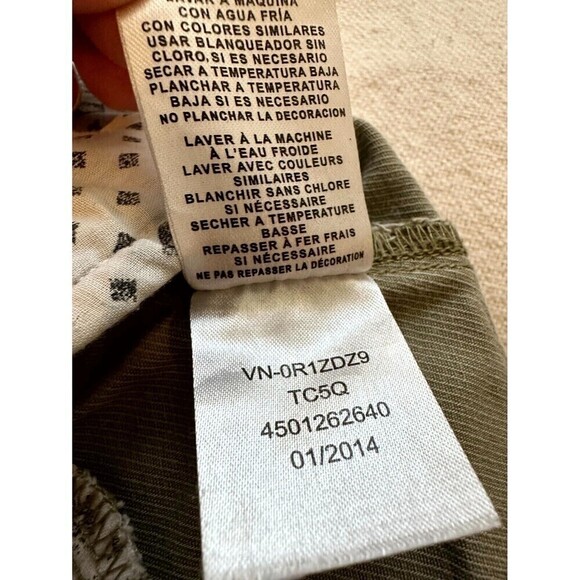 LAVAR A MAQUINA
CON AGUA FRÍA
CON COLORES SIMILARES
USAR BLANQUEADOR SIN
CLORO, SI ES NECESARIO
SECAR A TEMPERATURA BAJA
PLANCHAR A TEMPERATURA
BAJA SI ES NECESARIO
NO PLANCHAR LA DECORACION
LAVER À LA MACHINE
À L'EAU FROIDE
LAVER AVEC COULEURS
SIMILAIRES
BLANCHIR SANS CHLORE
SI NÉCESSAIRE
SECHER A TEMPERATURE
BASSE
REPASSER À FER FRAIS
SI NÉCESSAIRE
NE PAS REPASSER LA DÉCORATION
VN-0R1ZDZ9
TC5Q
4501262640
01/2014